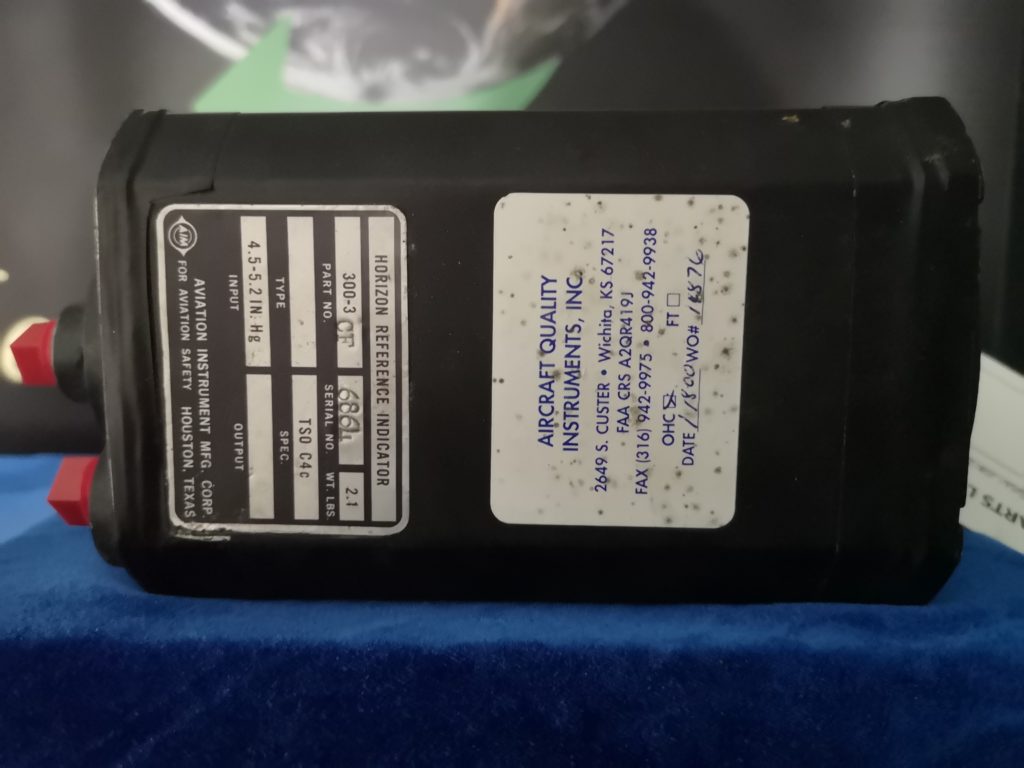 HORIZON REFERENCE INDICATOR
300-3 CF 6864 2.1
PART NO. SERIAL NO. WT. LBS.
TSO C4c
TYPE SPEC.
4.5-5.2 IN. Hg
INPUT OUTPUT
AVIATION INSTRUMENT MFG. CORP.
AIM FOR AVIATION SAFETY HOUSTON, TEXAS
AIRCRAFT QUALITY
INSTRUMENTS, INC.
2649 S. CUSTER • Wichita, KS 67217
FAA CRS A2QR419J
FAX (316) 942-9975 • 800-942-9938
OHC FT
DATE WO#
PARTS